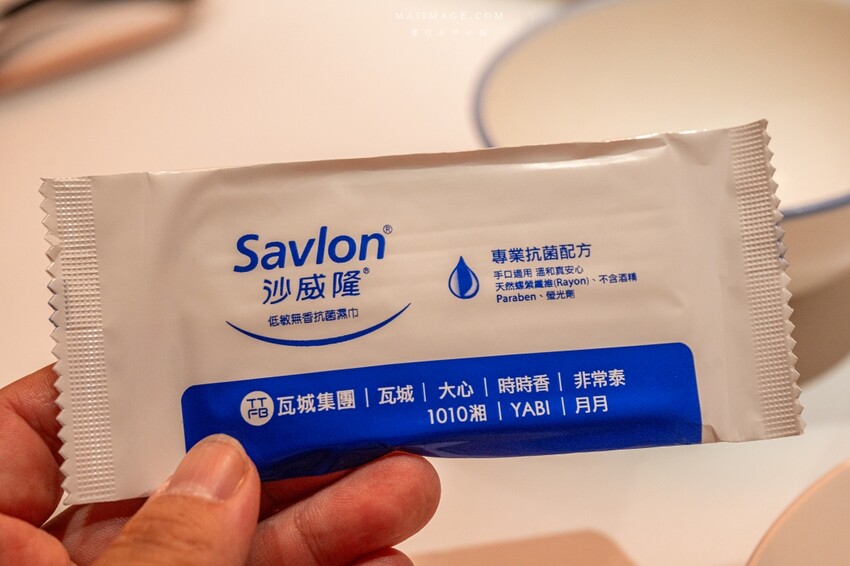 MAJIMAGE.COM
Savlon®
沙威隆®
低敏無香抗菌濕巾
專業抗菌配方
手口適用 溫和真安心
天然螺縈纖維(Rayon)、不含酒精
Paraben、螢光劑
TTFB 瓦城集團 | 瓦城 | 大心 | 時時香 | 非常泰
1010湘 | YABI | 月月